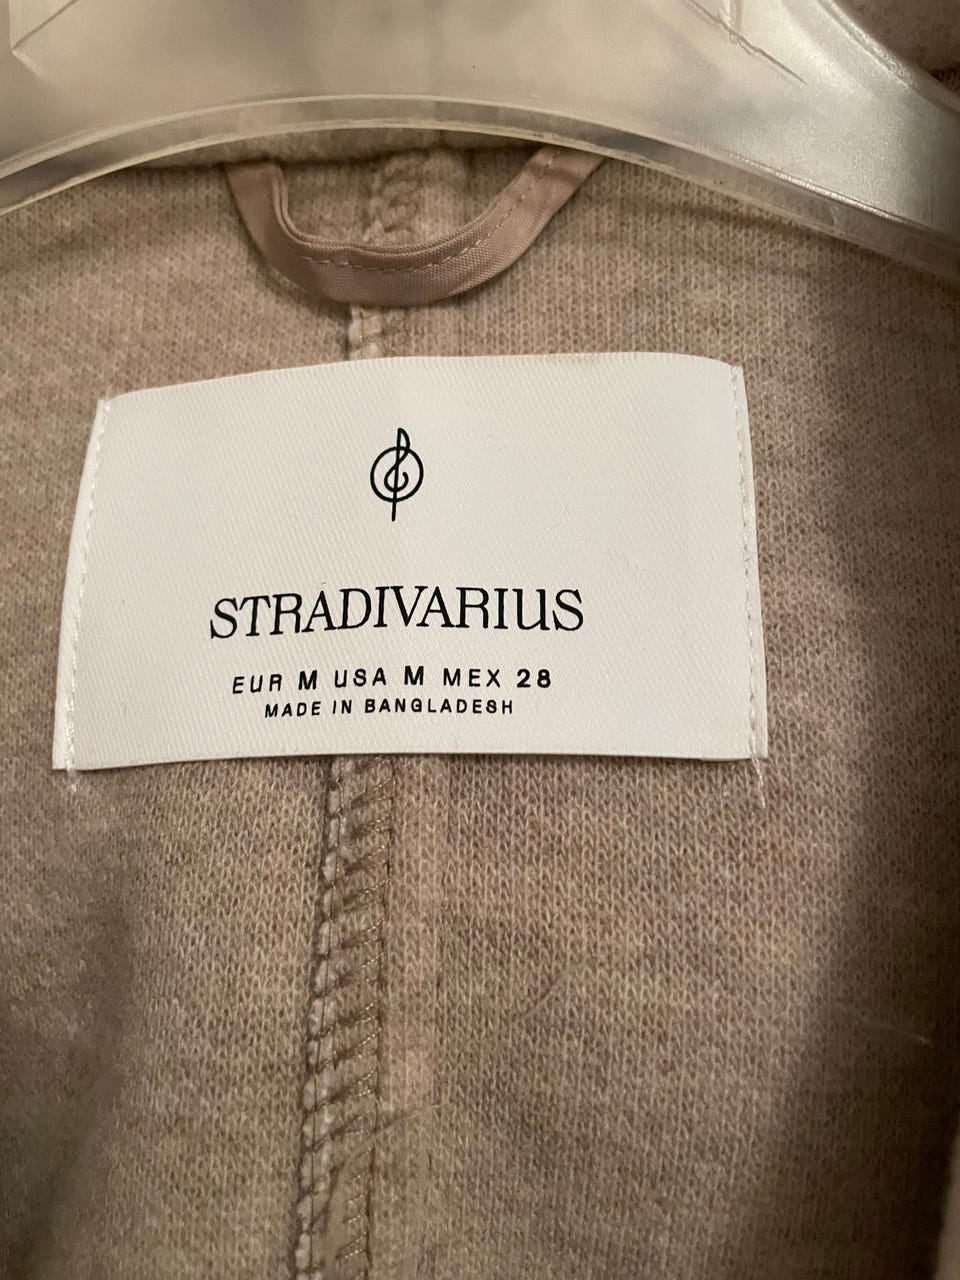 STRADIVARIUS
EUR M USA M MEX 28
MADE IN BANGLADESH